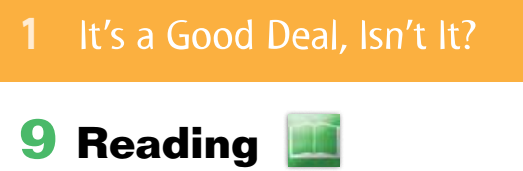 1 It's a Good Deal, Isn't It?
9 Reading